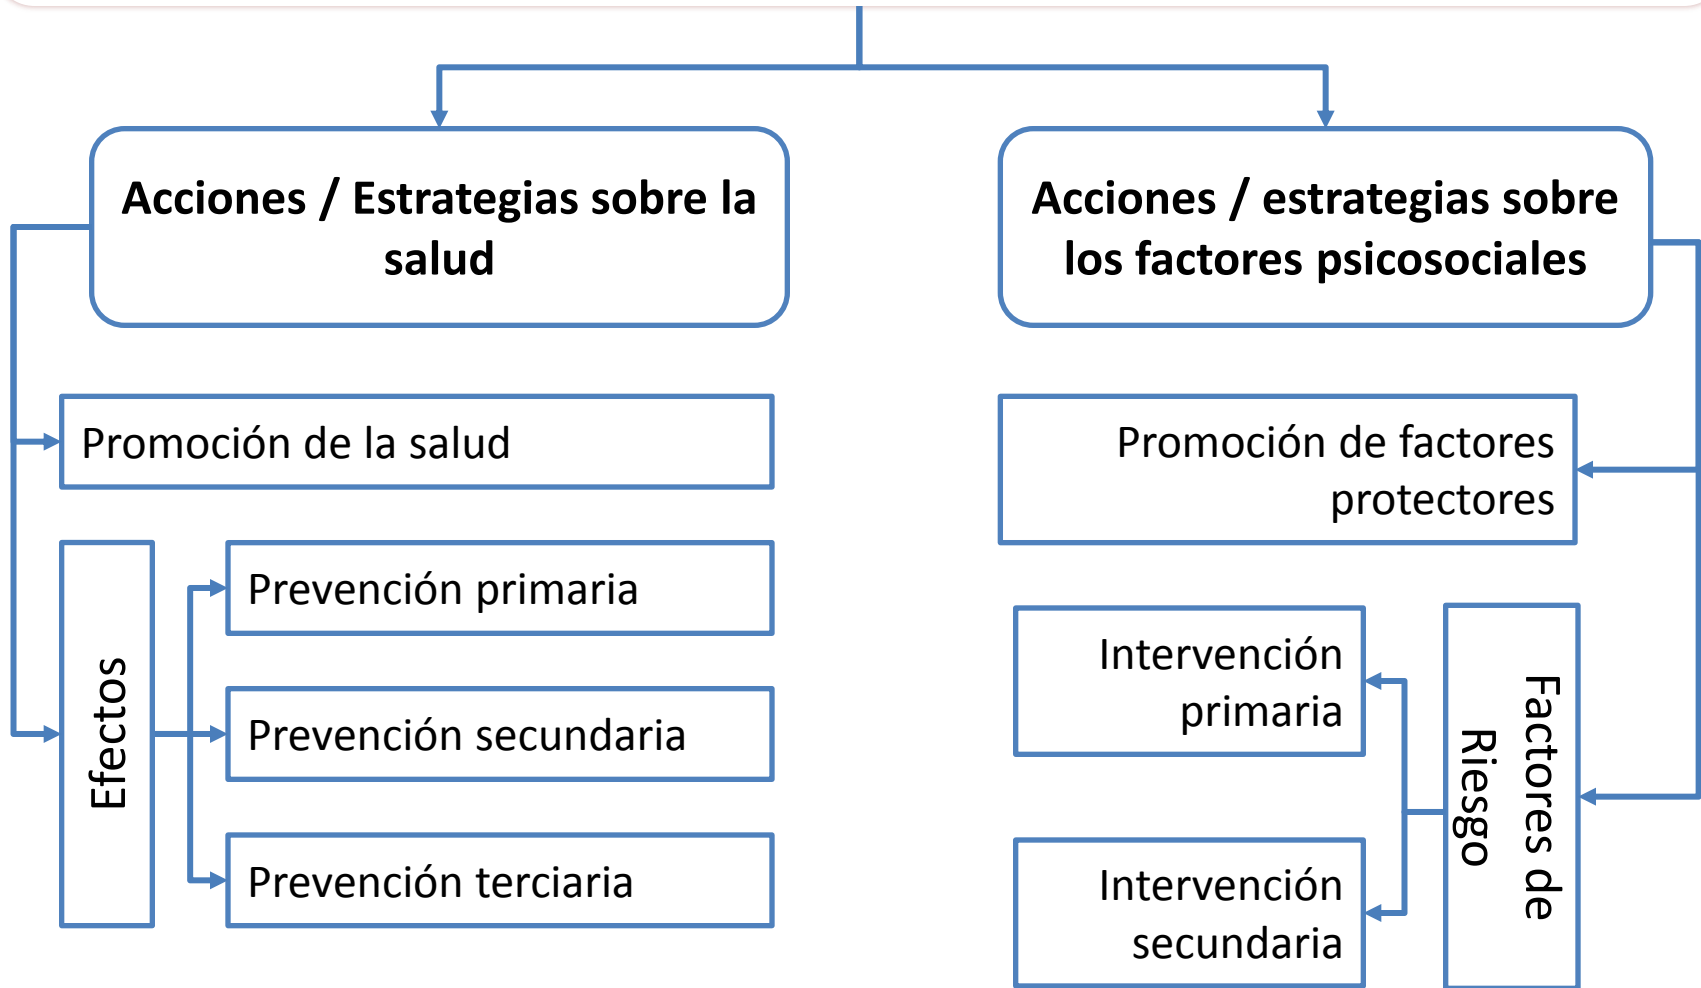 Acciones / Estrategias sobre la
salud
Promoción de la salud
Efectos
Prevención primaria
Prevención secundaria
Prevención terciaria
Acciones / estrategias sobre
los factores psicosociales
Promoción de factores
protectores
Factores de
Riesgo
Intervención
primaria
Intervención
secundaria